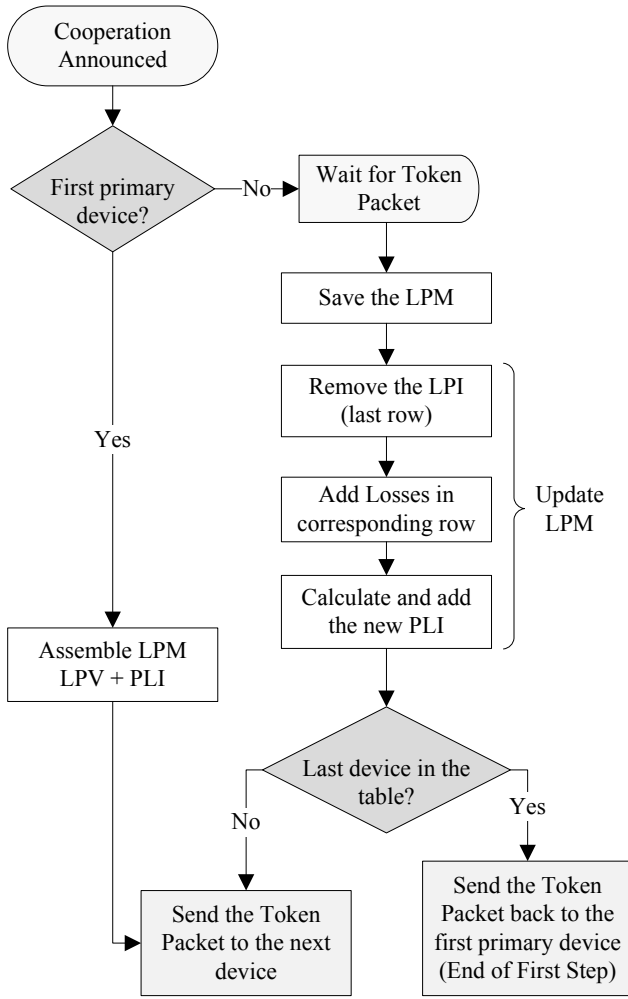 Cooperation
Announced
First primary
device?
No
Wait for Token
Packet
Save the LPM
Remove the LPI
(last row)
Yes
Add Losses in
corresponding row
Update
LPM
Calculate and add
the new PLI
Assemble LPM
LPV + PLI
Last device in the
table?
No
Yes
Send the Token
Packet to the next
device
Send the Token
Packet back to the
first primary device
(End of First Step)